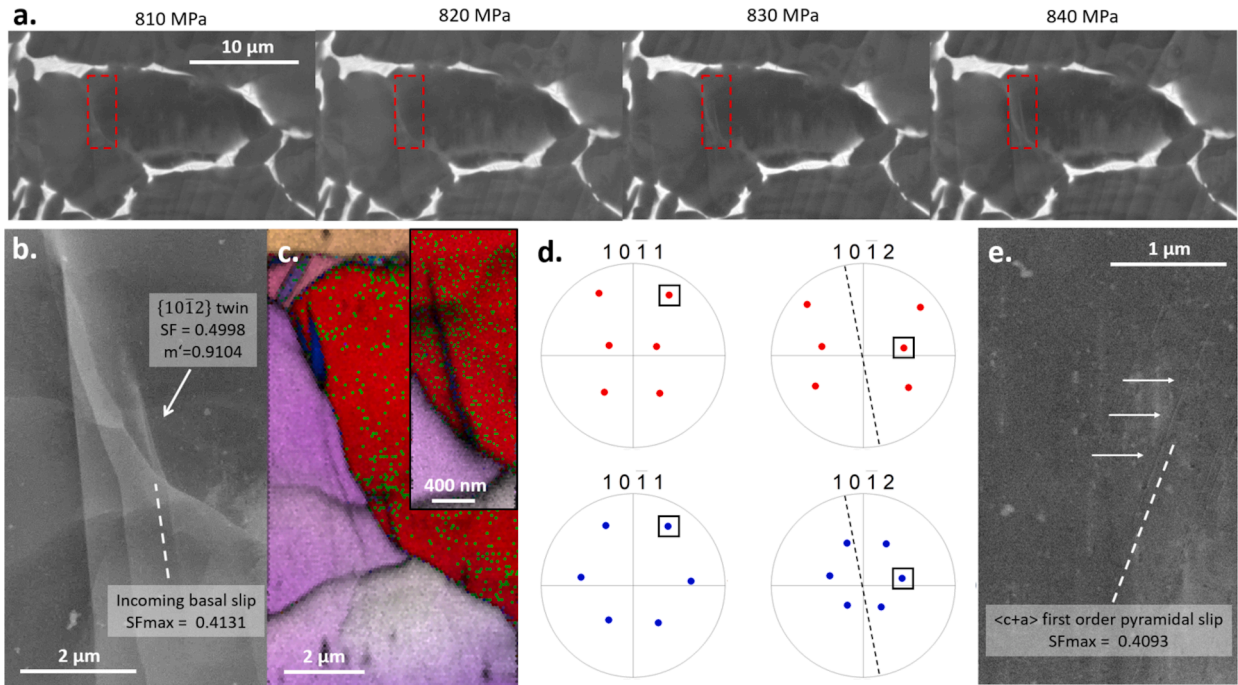 a.
810 MPa
820 MPa
830 MPa
840 MPa
10 µm
b.
{101̅2} twin
SF = 0.4998
m‘=0.9104
Incoming basal slip
SFmax = 0.4131
2 µm
c.
400 nm
2 µm
d.
1 0 1̅ 1
1 0 1̅ 2
1 0 1̅ 1
1 0 1̅ 2
e.
1 µm
<c+a> first order pyramidal slip
SFmax = 0.4093